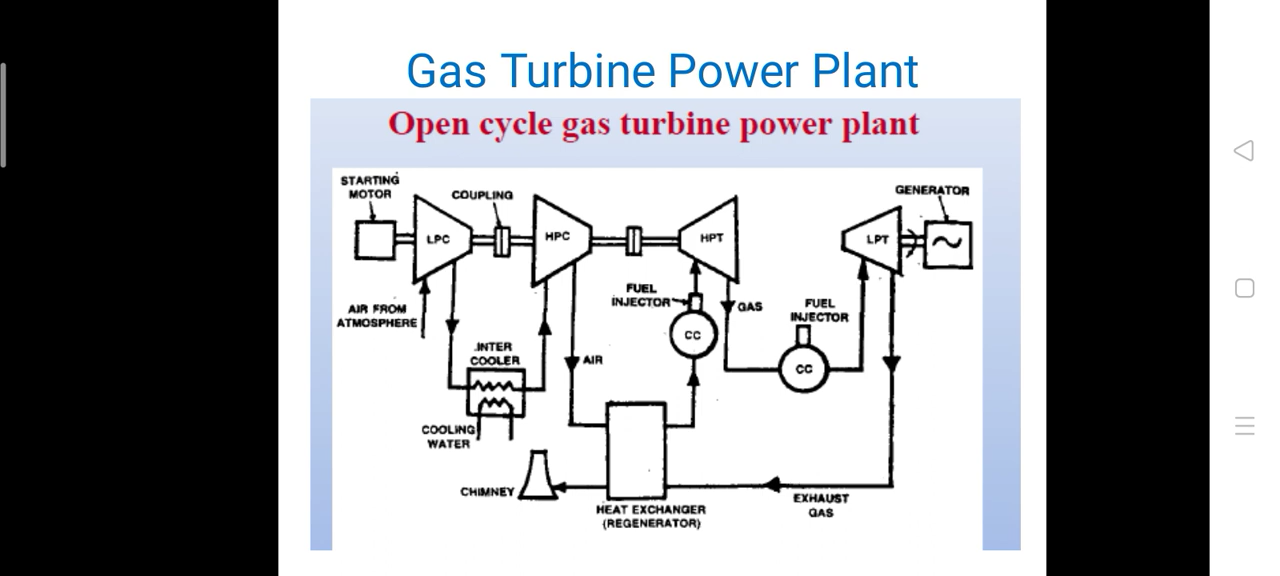 Gas Turbine Power Plant
Open cycle gas turbine power plant
STARTING
MOTOR
COUPLING
GENERATOR
LPC
HPC
HPT
LPT
AIR FROM
ATMOSPHERE
FUEL
INJECTOR
GAS
FUEL
INJECTOR
CC
INTER
COOLER
AIR
CC
COOLING
WATER
CHIMNEY
EXHAUST
GAS
HEAT EXCHANGER
(REGENERATOR)